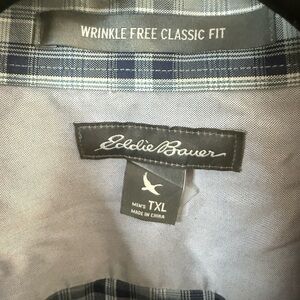 WRINKLE FREE CLASSIC FIT
Eddie Bauer
MEN'S TXL
MADE IN CHINA